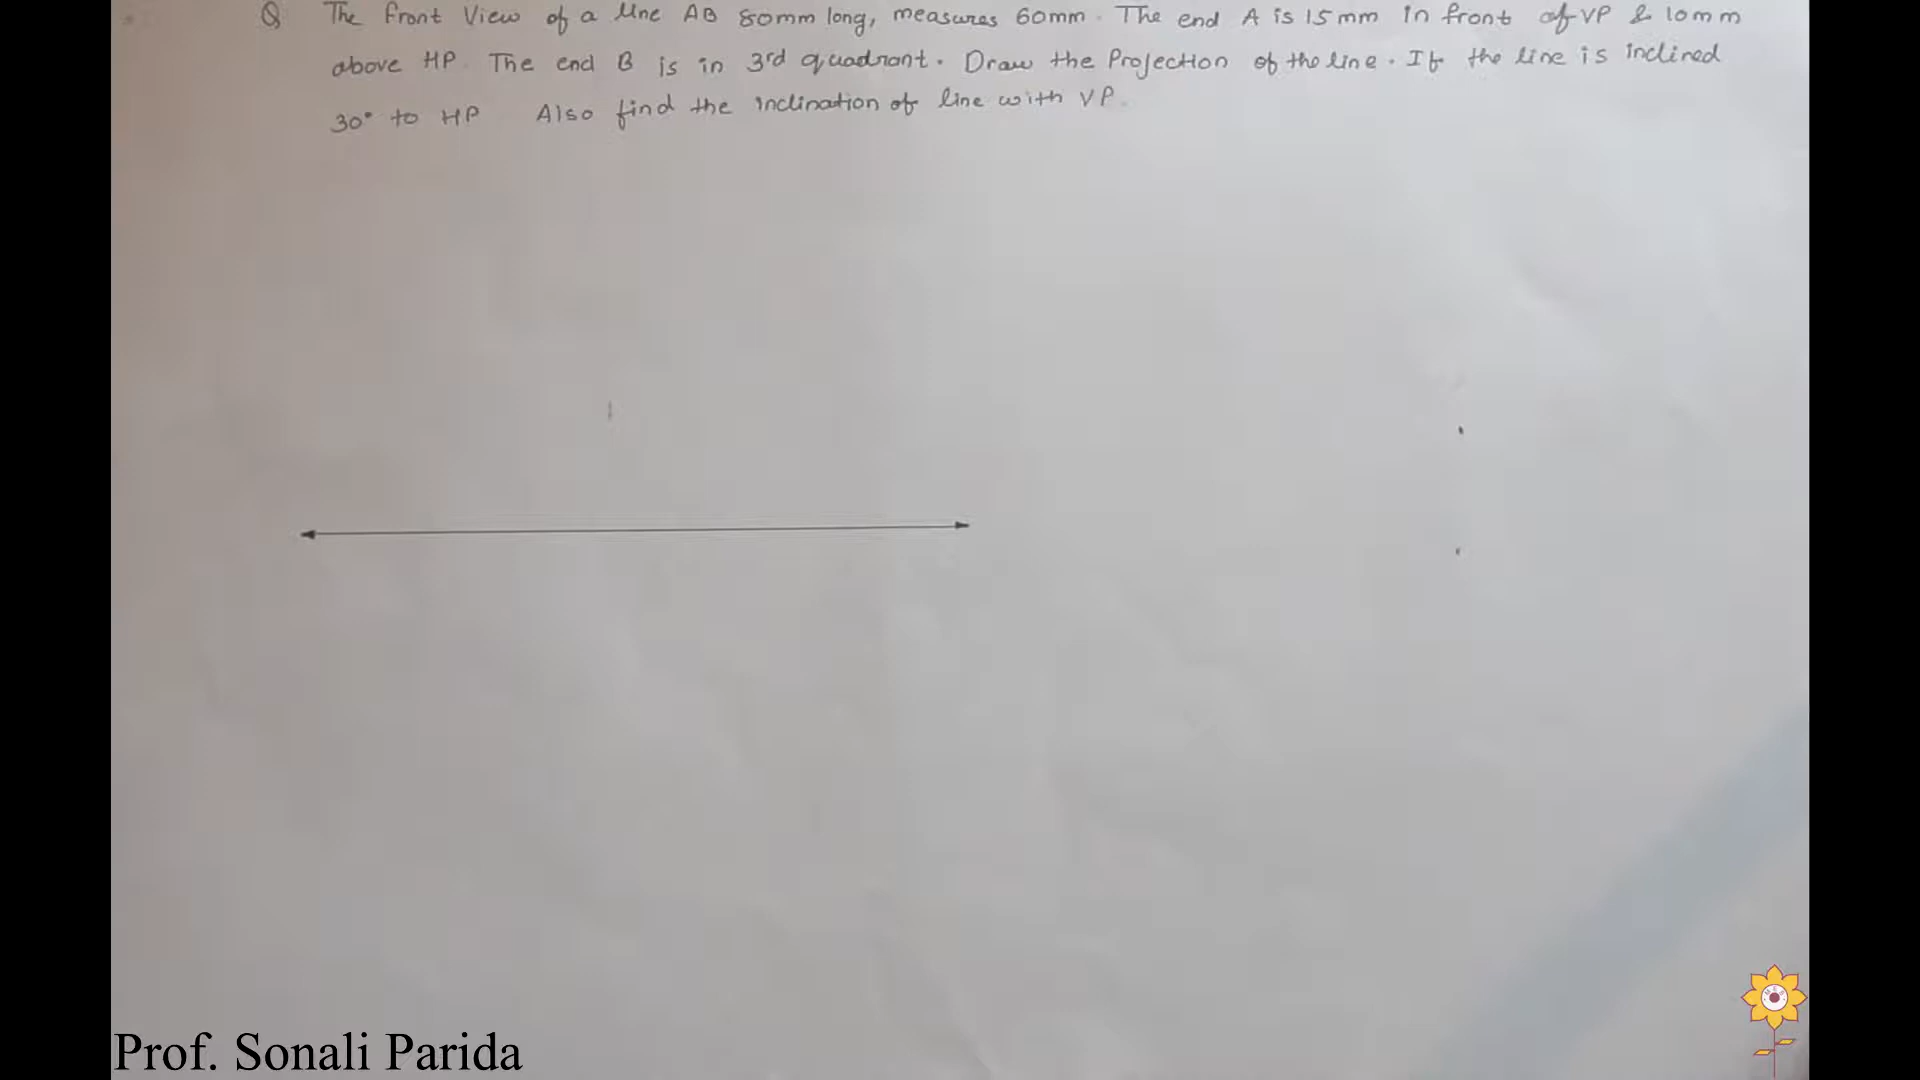 Q The front view of a line AB 80mm long, measures 60mm. The end A is 15mm in front of VP & 10mm
above HP. The end B is in 3rd quadrant. Draw the Projection of the line. If the line is inclined
30° to HP Also find the inclination of line with VP.
Prof. Sonali Parida